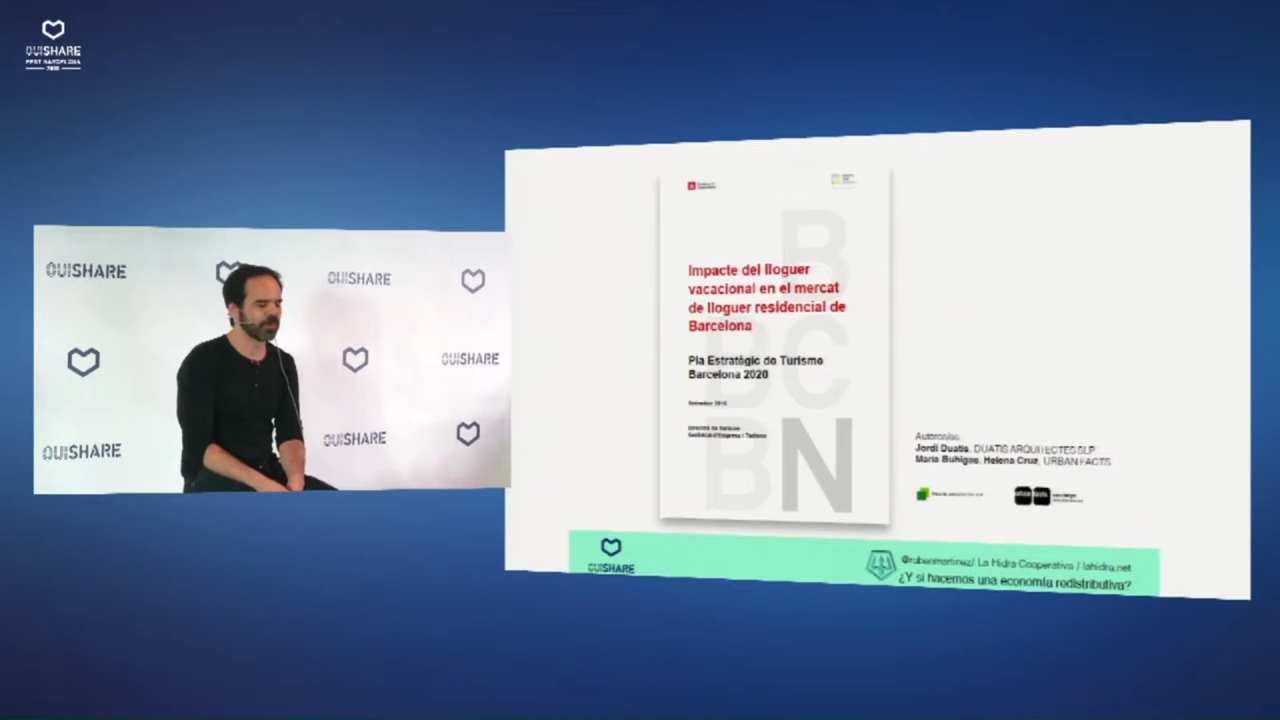 OUISHARE
FEST BARCELONA
OUISHARE
OUISHARE
OUISHARE
OUISHARE
OUISHARE
Impacte del lloguer
vacacional en el mercat
de lloguer residencial de
Barcelona
Pla Estratègic de Turisme
Barcelona 2020
BCN
Jordi Duatis, DUATIS ARQUITECTES SLP
Maria Buhigas, Helena Cruz, URBAN FACTS
OUISHARE
@rubenmartinez/ La Hidra Cooperativa / lahidra.net
¿Y si hacemos una economía redistributiva?